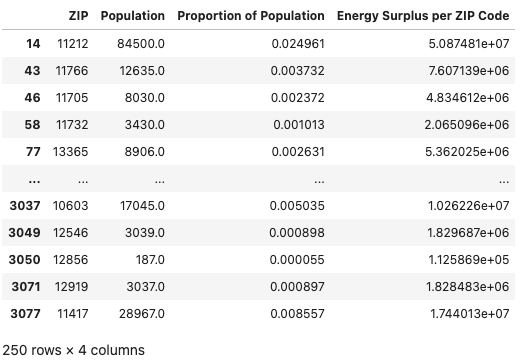 ZIP Population Proportion of Population Energy Surplus per ZIP Code
14 11212 84500.0 0.024961 5.087481e+07
43 11766 12635.0 0.003732 7.607139e+06
46 11705 8030.0 0.002372 4.834612e+06
58 11732 3430.0 0.001013 2.065096e+06
77 13365 8906.0 0.002631 5.362025e+06
... ... ... ... ...
3037 10603 17045.0 0.005035 1.026226e+07
3049 12546 3039.0 0.000898 1.829687e+06
3050 12856 187.0 0.000055 1.125869e+05
3071 12919 3037.0 0.000897 1.828483e+06
3077 11417 28967.0 0.008557 1.744013e+07
250 rows × 4 columns